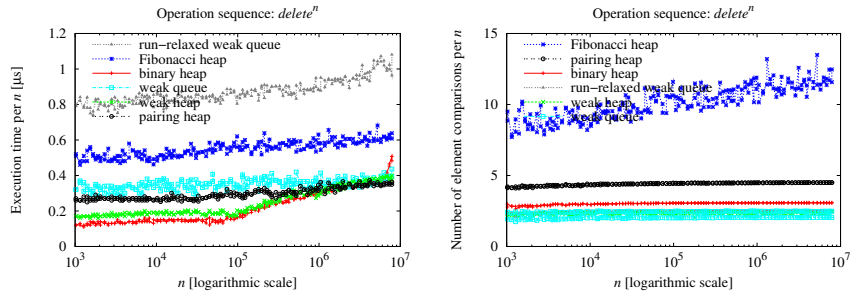 Operation sequence: deleteⁿ
Execution time per n [µs]
1.2
1
0.8
0.6
0.4
0.2
0
run−relaxed weak queue
Fibonacci heap
binary heap
weak queue
weak heap
pairing heap
10³ 10⁴ 10⁵ 10⁶ 10⁷
n [logarithmic scale]
Operation sequence: deleteⁿ
Number of element comparisons per n
15
10
5
0
Fibonacci heap
pairing heap
binary heap
run−relaxed weak queue
weak heap
weak queue
10³ 10⁴ 10⁵ 10⁶ 10⁷
n [logarithmic scale]